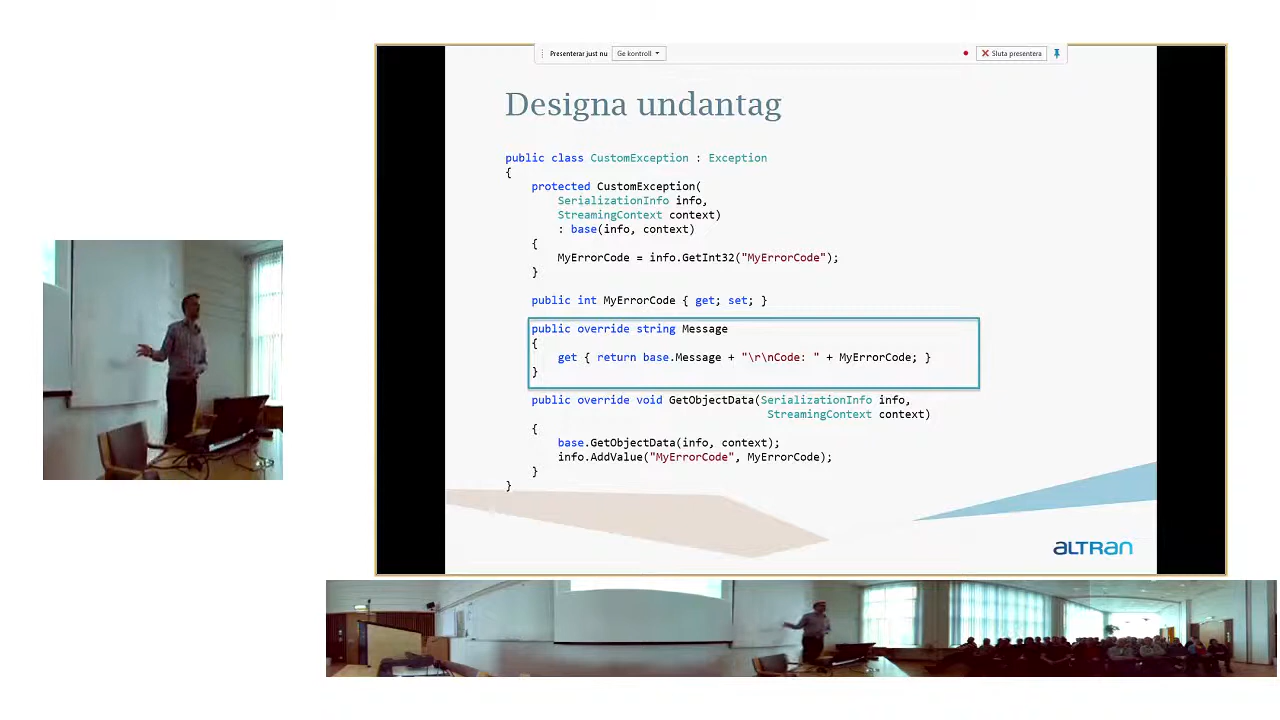 Presenterar just nu Ge kontroll Sluta presentera
Designa undantag
public class CustomException : Exception
{
protected CustomException(
SerializationInfo info,
StreamingContext context)
: base(info, context)
{
MyErrorCode = info.GetInt32("MyErrorCode");
}
public int MyErrorCode { get; set; }
public override string Message
{
get { return base.Message + "\r\nCode: " + MyErrorCode; }
}
public override void GetObjectData(SerializationInfo info,
StreamingContext context)
{
base.GetObjectData(info, context);
info.AddValue("MyErrorCode", MyErrorCode);
}
}
ALTRAN